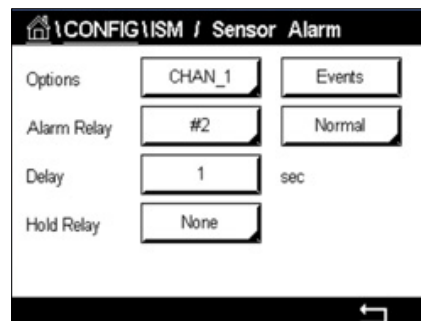 \CONFIG\ISM / Sensor Alarm
Options CHAN_1 Events
Alarm Relay #2 Normal
Delay 1 sec
Hold Relay None